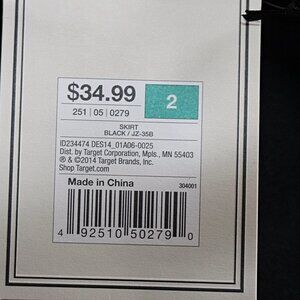 $34.99
2
251 | 05 | 0279
SKIRT
BLACK / JZ-35B
ID234474 DES14_01A06-0025
Dist. by Target Corporation, Mpls., MN 55403
® & ©2014 Target Brands, Inc.
Shop Target.com
Made in China
304001
4 92510 50279 0